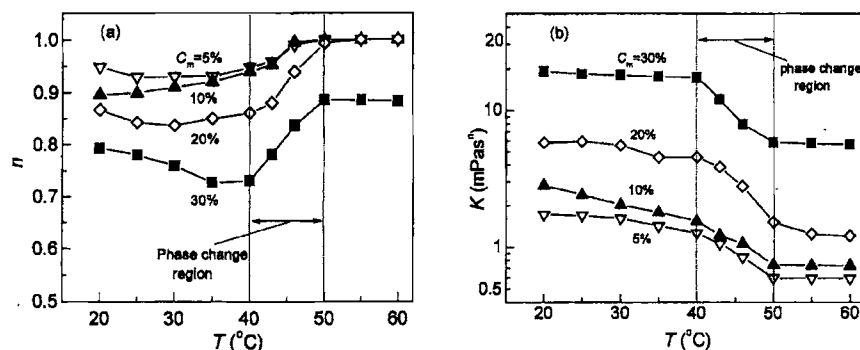 (a)
C_m=5%
10%
20%
30%
Phase change
region
1.0
0.9
0.8
0.7
0.6
0.5
n
20 30 40 50 60
T (°C)
(b)
C_m=30%
phase change
region
20%
10%
5%
20
10
1
0.5
K (mPasⁿ)
20 30 40 50 60
T (°C)